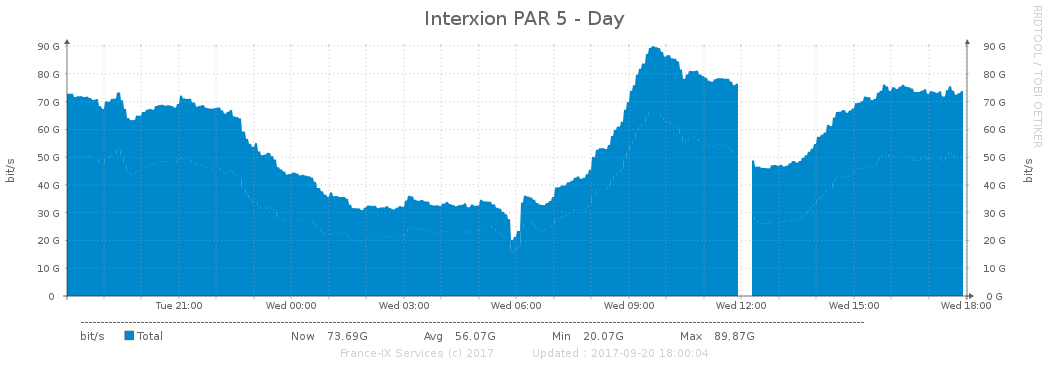 Interxion PAR 5 - Day
RRDTOOL / TOBI OETIKER
bit/s
90 G
80 G
70 G
60 G
50 G
40 G
30 G
20 G
10 G
0
90 G
80 G
70 G
60 G
50 G
40 G
30 G
20 G
10 G
0 G
bit/s
Tue 21:00 Wed 00:00 Wed 03:00 Wed 06:00 Wed 09:00 Wed 12:00 Wed 15:00 Wed 18:00
bit/s Total Now 73.69G Avg 56.07G Min 20.07G Max 89.87G
France-IX Services (c) 2017 Updated : 2017-09-20 18:00:04